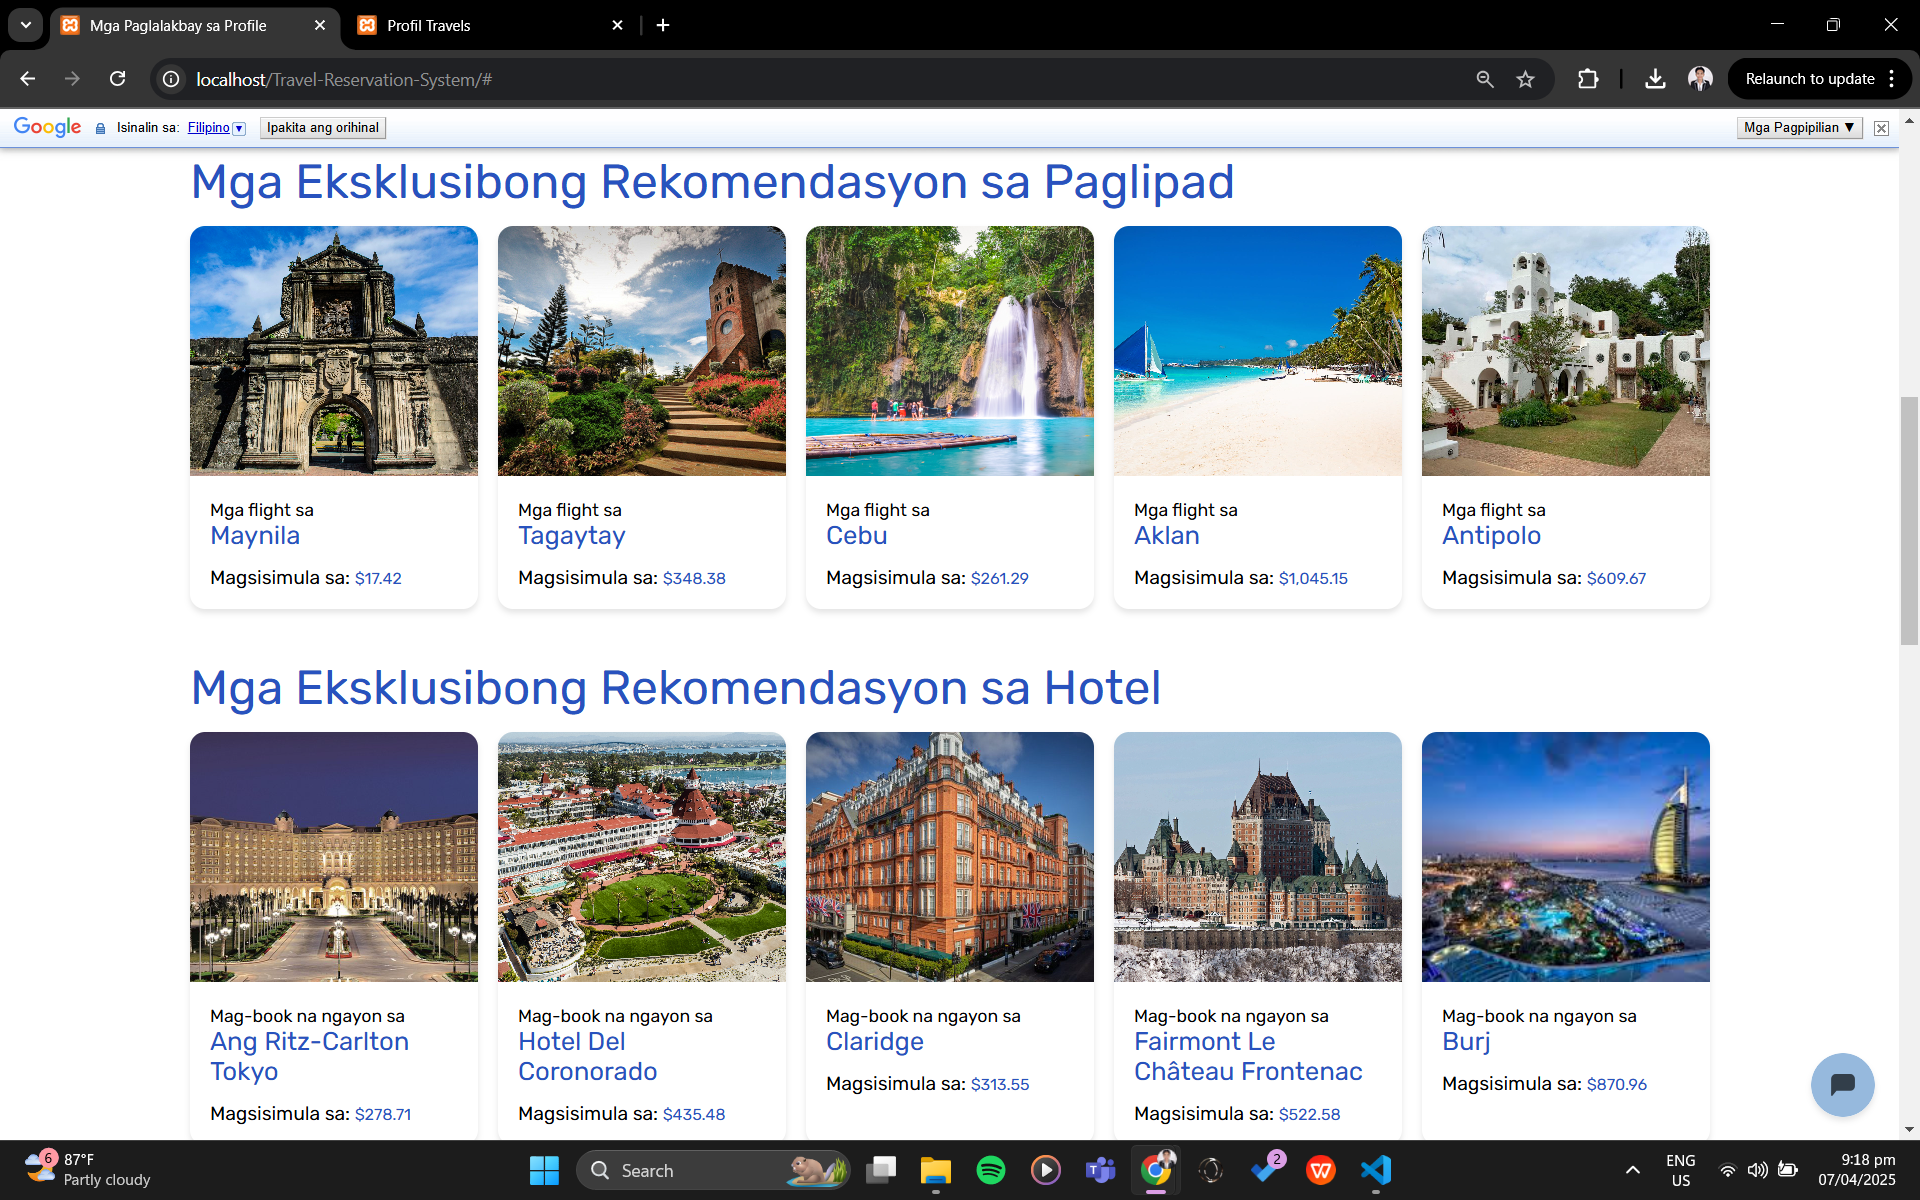 Mga Paglalakbay sa Profile
Profil Travels
localhost/Travel-Reservation-System/#
Relaunch to update
Google
Isinalin sa: Filipino
Ipakita ang orihinal
Mga Pagpipilian ▼
Mga Eksklusibong Rekomendasyon sa Paglipad
Mga flight sa
Maynila
Magsisimula sa: $17.42
Mga flight sa
Tagaytay
Magsisimula sa: $348.38
Mga flight sa
Cebu
Magsisimula sa: $261.29
Mga flight sa
Aklan
Magsisimula sa: $1,045.15
Mga flight sa
Antipolo
Magsisimula sa: $609.67
Mga Eksklusibong Rekomendasyon sa Hotel
Mag-book na ngayon sa
Ang Ritz-Carlton
Tokyo
Magsisimula sa: $278.71
Mag-book na ngayon sa
Hotel Del
Coronorado
Magsisimula sa: $435.48
Mag-book na ngayon sa
Claridge
Magsisimula sa: $313.55
Mag-book na ngayon sa
Fairmont Le
Château Frontenac
Magsisimula sa: $522.58
Mag-book na ngayon sa
Burj
Magsisimula sa: $870.96
6
87°F
Partly cloudy
Search
2
ENG
US
9:18 pm
07/04/2025